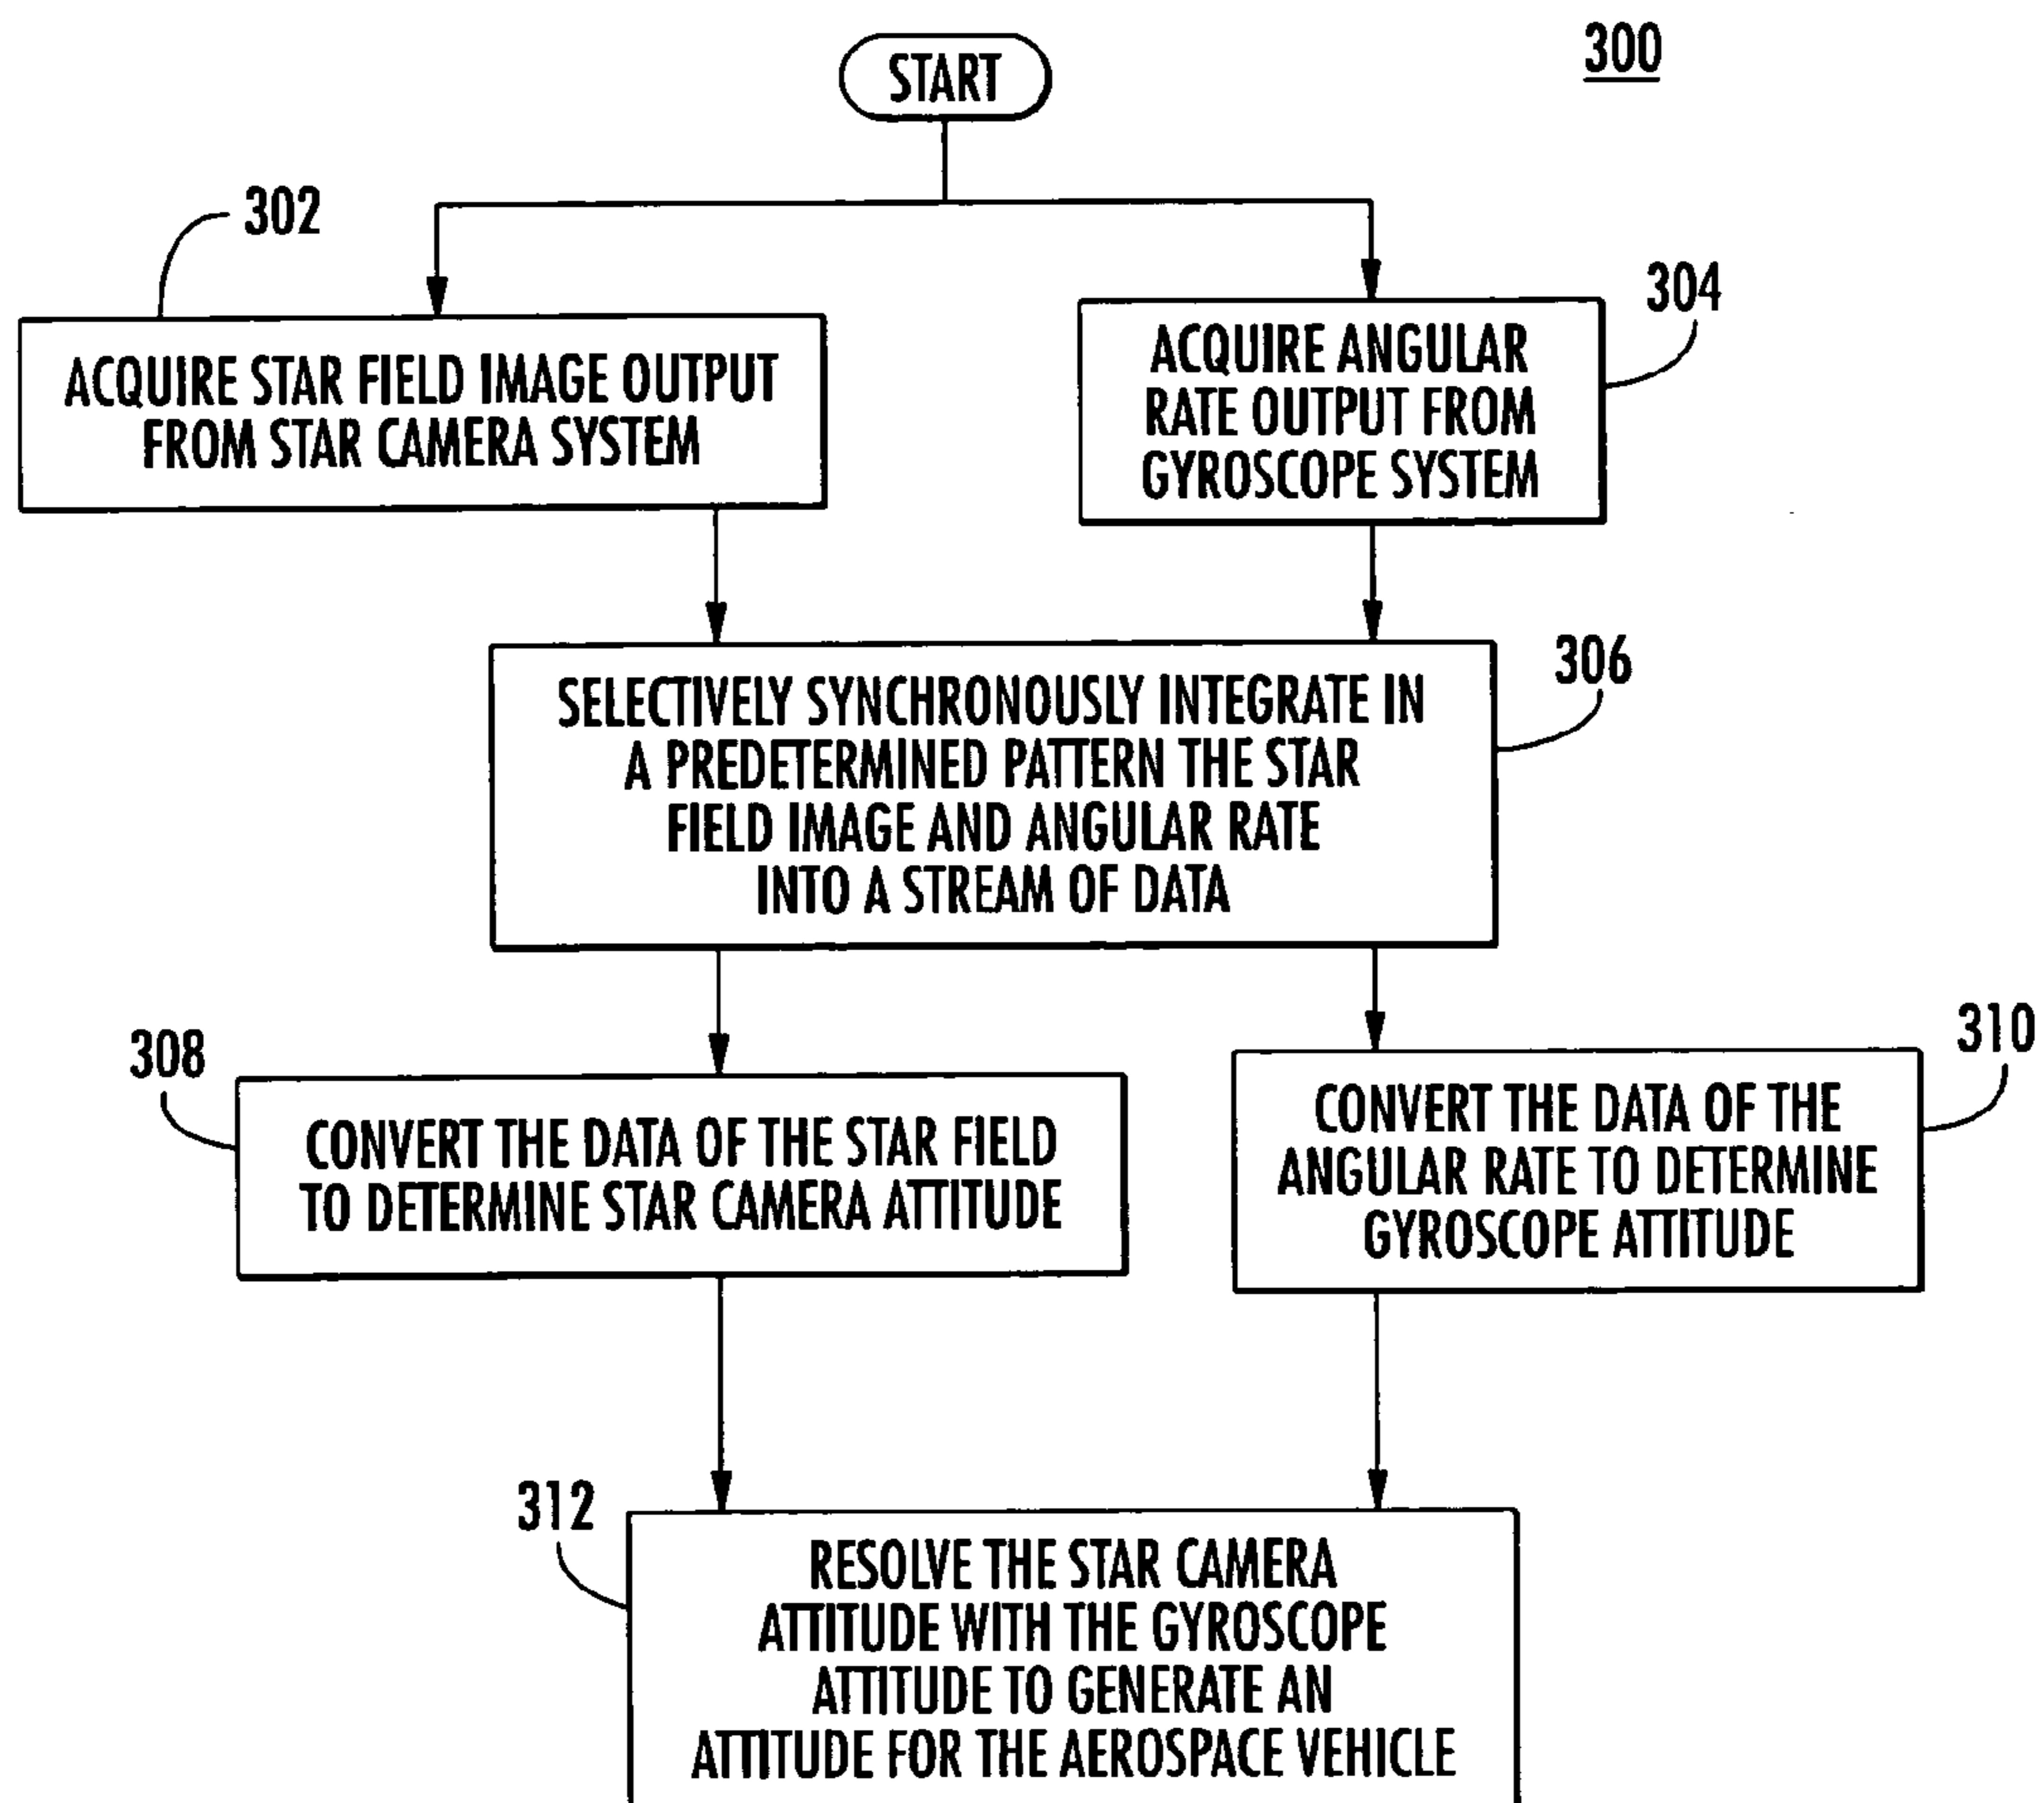 300
START
302
304
ACQUIRE STAR FIELD IMAGE OUTPUT
FROM STAR CAMERA SYSTEM
ACQUIRE ANGULAR
RATE OUTPUT FROM
GYROSCOPE SYSTEM
306
SELECTIVELY SYNCHRONOUSLY INTEGRATE IN
A PREDETERMINED PATTERN THE STAR
FIELD IMAGE AND ANGULAR RATE
INTO A STREAM OF DATA
308
310
CONVERT THE DATA OF THE STAR FIELD
TO DETERMINE STAR CAMERA ATTITUDE
CONVERT THE DATA OF THE
ANGULAR RATE TO DETERMINE
GYROSCOPE ATTITUDE
312
RESOLVE THE STAR CAMERA
ATTITUDE WITH THE GYROSCOPE
ATTITUDE TO GENERATE AN
ATTITUDE FOR THE AEROSPACE VEHICLE